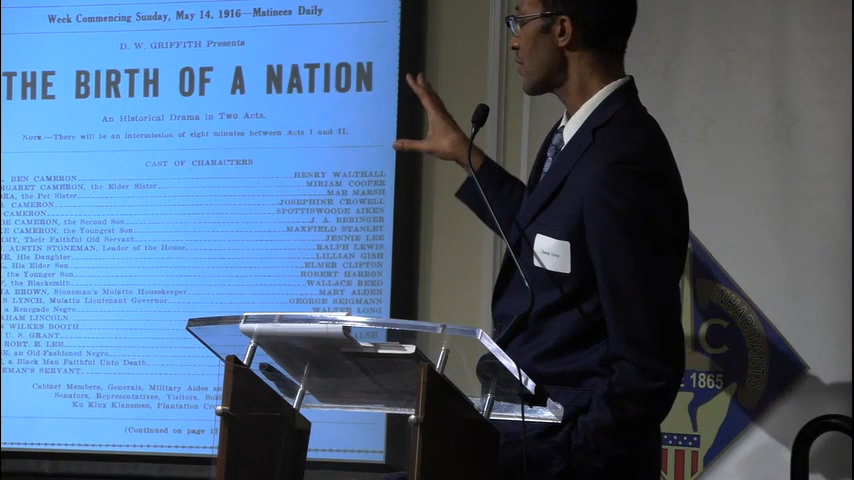 Week Commencing Sunday, May 14, 1916—Matinees Daily
D. W. GRIFFITH Presents
THE BIRTH OF A NATION
An Historical Drama in Two Acts.
NOTE—There will be an intermission of eight minutes between Acts I and II.
CAST OF CHARACTERS
BEN CAMERON HENRY WALTHALL
CAMERON, the Elder Sister MIRIAM COOPER
the Pet Sister MAE MARSH
JOSEPHINE CROWELL
CAMERON SPOTTISWOODE AIKEN
CAMERON, the Second Son J. A. BERINGER
CAMERON, the Youngest Son MAXFIELD STANLEY
Their Faithful Old Servant JENNIE LEE
AUSTIN STONEMAN, Leader of the House RALPH LEWIS
His Daughter LILLIAN GISH
His Elder Son ELMER CLIFTON
the Younger Son ROBERT HARRON
the Blacksmith WALLACE REED
BROWN, Stoneman's Mulatto Housekeeper MARY ALDEN
LYNCH, Mulatto Lieutenant Governor GEORGE SEIGMANN
a Renegade Negro WALTER LONG
LINCOLN
WILKES BOOTH
U. S. GRANT
ROBT. E. LEE
an Old-Fashioned Negro
a Black Man Faithful Unto Death
SERVANT
Cabinet Members, Generals, Military Aides
Senators, Representatives, Visitors,
Ku Klux Klansmen, Plantation
(Continued on page
INHABITANTS
C
1865